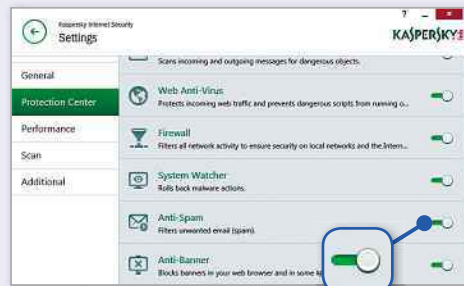 Kaspersky Internet Security
Settings
? _
KASPERSKY
General
Protection Center
Performance
Scan
Additional
Scans incoming and outgoing messages for dangerous objects.
Web Anti-Virus
Protects incoming web traffic and prevents dangerous scripts from running o...
Firewall
Filters all network activity to ensure security on local networks and the Intern...
System Watcher
Rolls back malware actions.
Anti-Spam
Filters unwanted email (spam).
Anti-Banner
Blocks banners in your web browser and in some